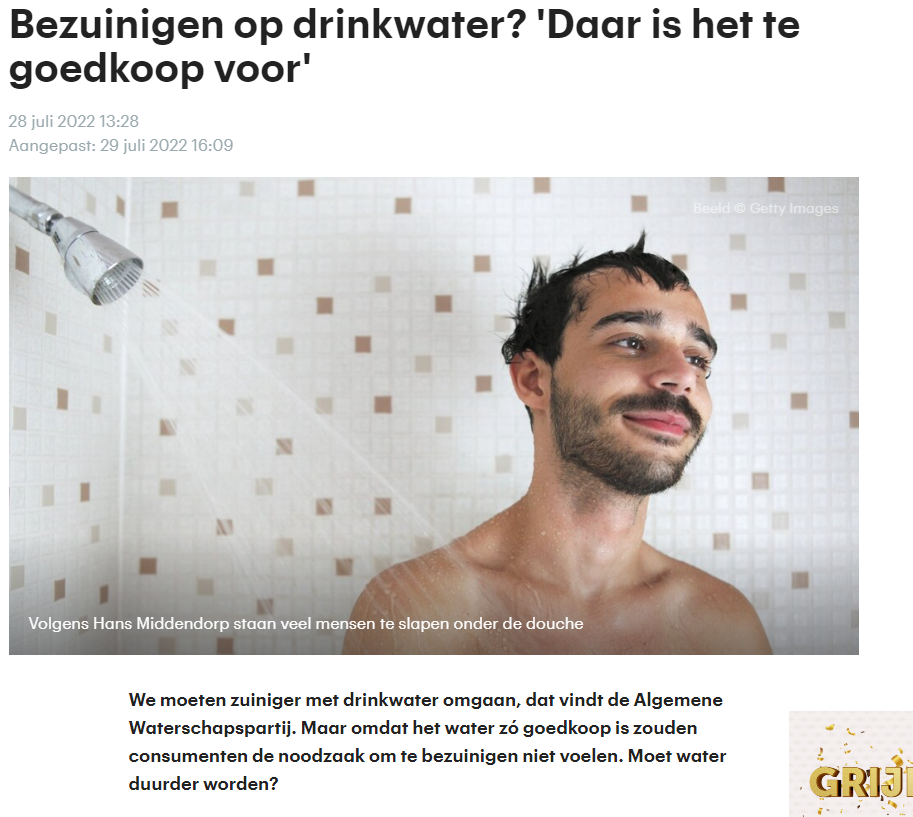 Bezuinigen op drinkwater? 'Daar is het te
goedkoop voor'
28 juli 2022 13:28
Aangepast: 29 juli 2022 16:09
Beeld © Getty Images
Volgens Hans Middendorp staan veel mensen te slapen onder de douche
We moeten zuiniger met drinkwater omgaan, dat vindt de Algemene
Waterschapspartij. Maar omdat het water zó goedkoop is zouden
consumenten de noodzaak om te bezuinigen niet voelen. Moet water
duurder worden?